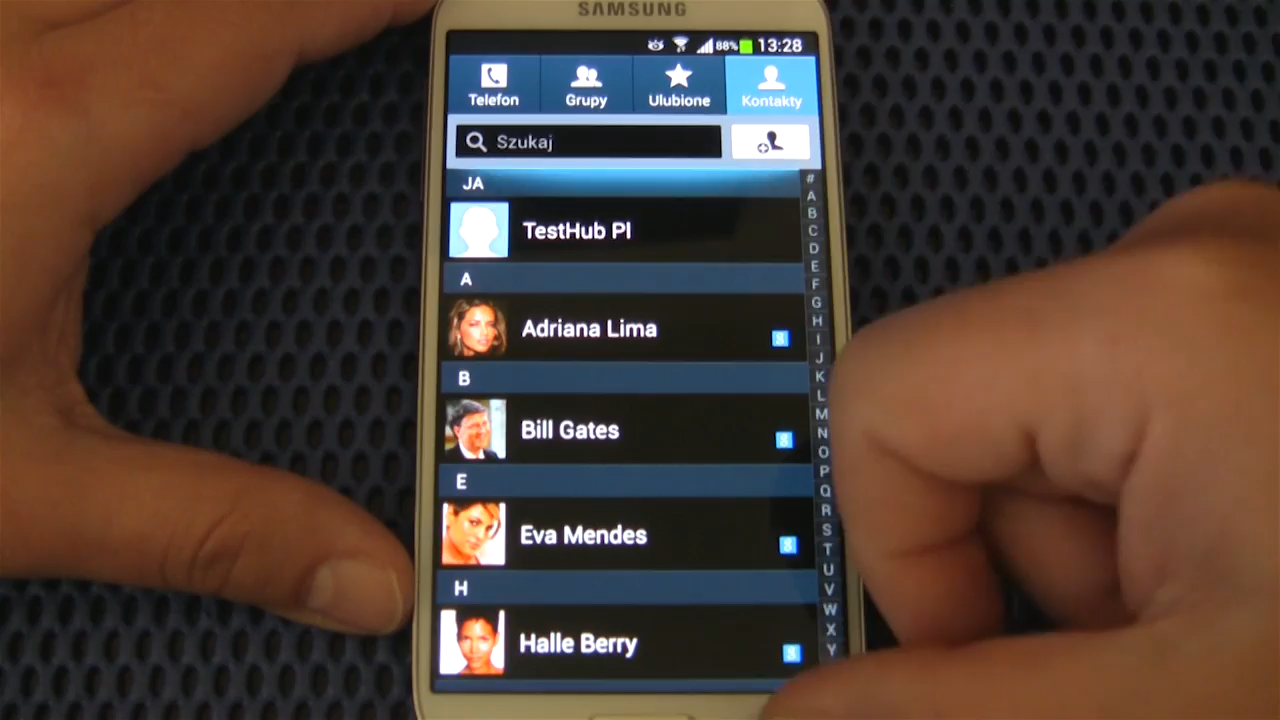 SAMSUNG
88% 13:28
Telefon Grupy Ulubione Kontakty
Szukaj
JA
TestHub Pl
A
Adriana Lima
g
B
Bill Gates
g
E
Eva Mendes
g
H
Halle Berry
g
#
A
B
C
D
E
F
G
H
I
J
K
L
M
N
O
P
Q
R
S
T
U
V
W
X
Y